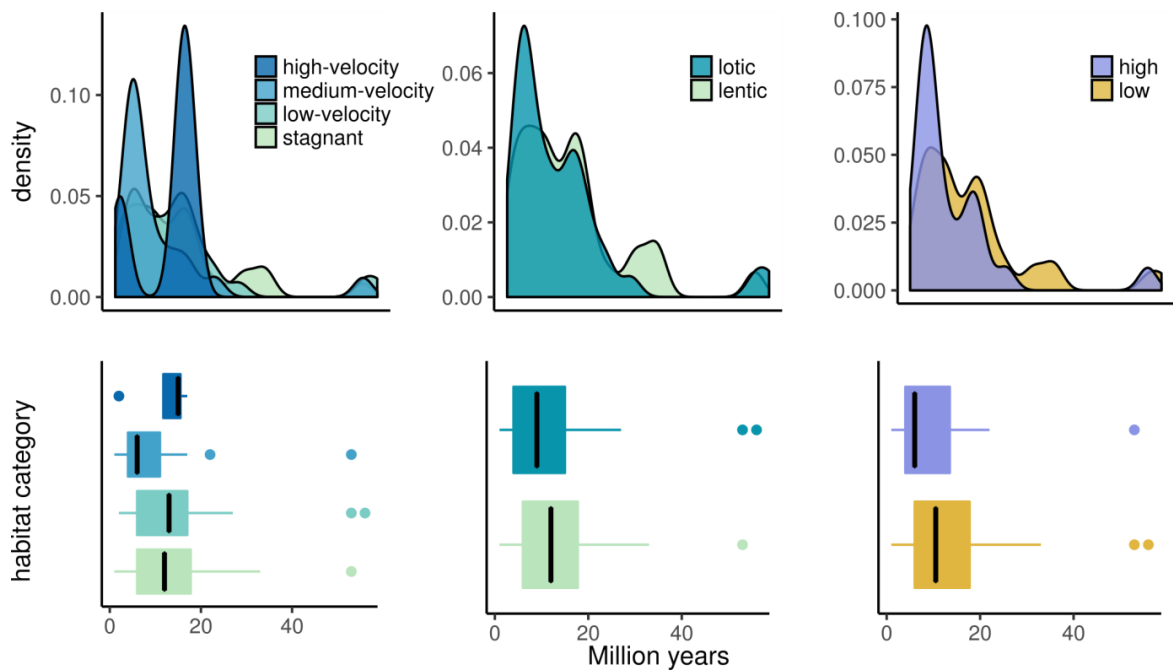 density
0.10
0.05
0.00
high-velocity
medium-velocity
low-velocity
stagnant
0.06
0.04
0.02
0.00
lotic
lentic
0.100
0.075
0.050
0.025
0.000
high
low
habitat category
0 20 40
0 20 40
0 20 40
Million years